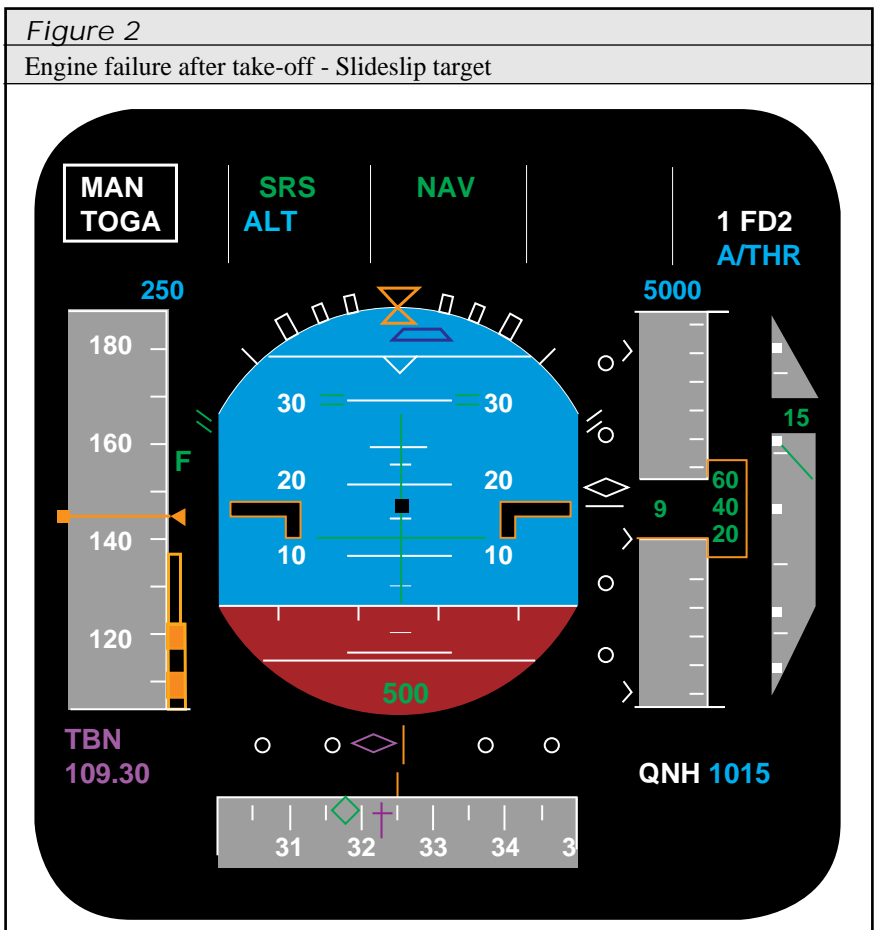 Figure 2
Engine failure after take-off - Slideslip target
MAN SRS NAV
TOGA ALT 1 FD2
A/THR
250 5000
180
30 30
15
160
F
20 20 60
9 40
140 20
10 10
120
500
TBN
109.30 QNH 1015
31 32 33 34 3